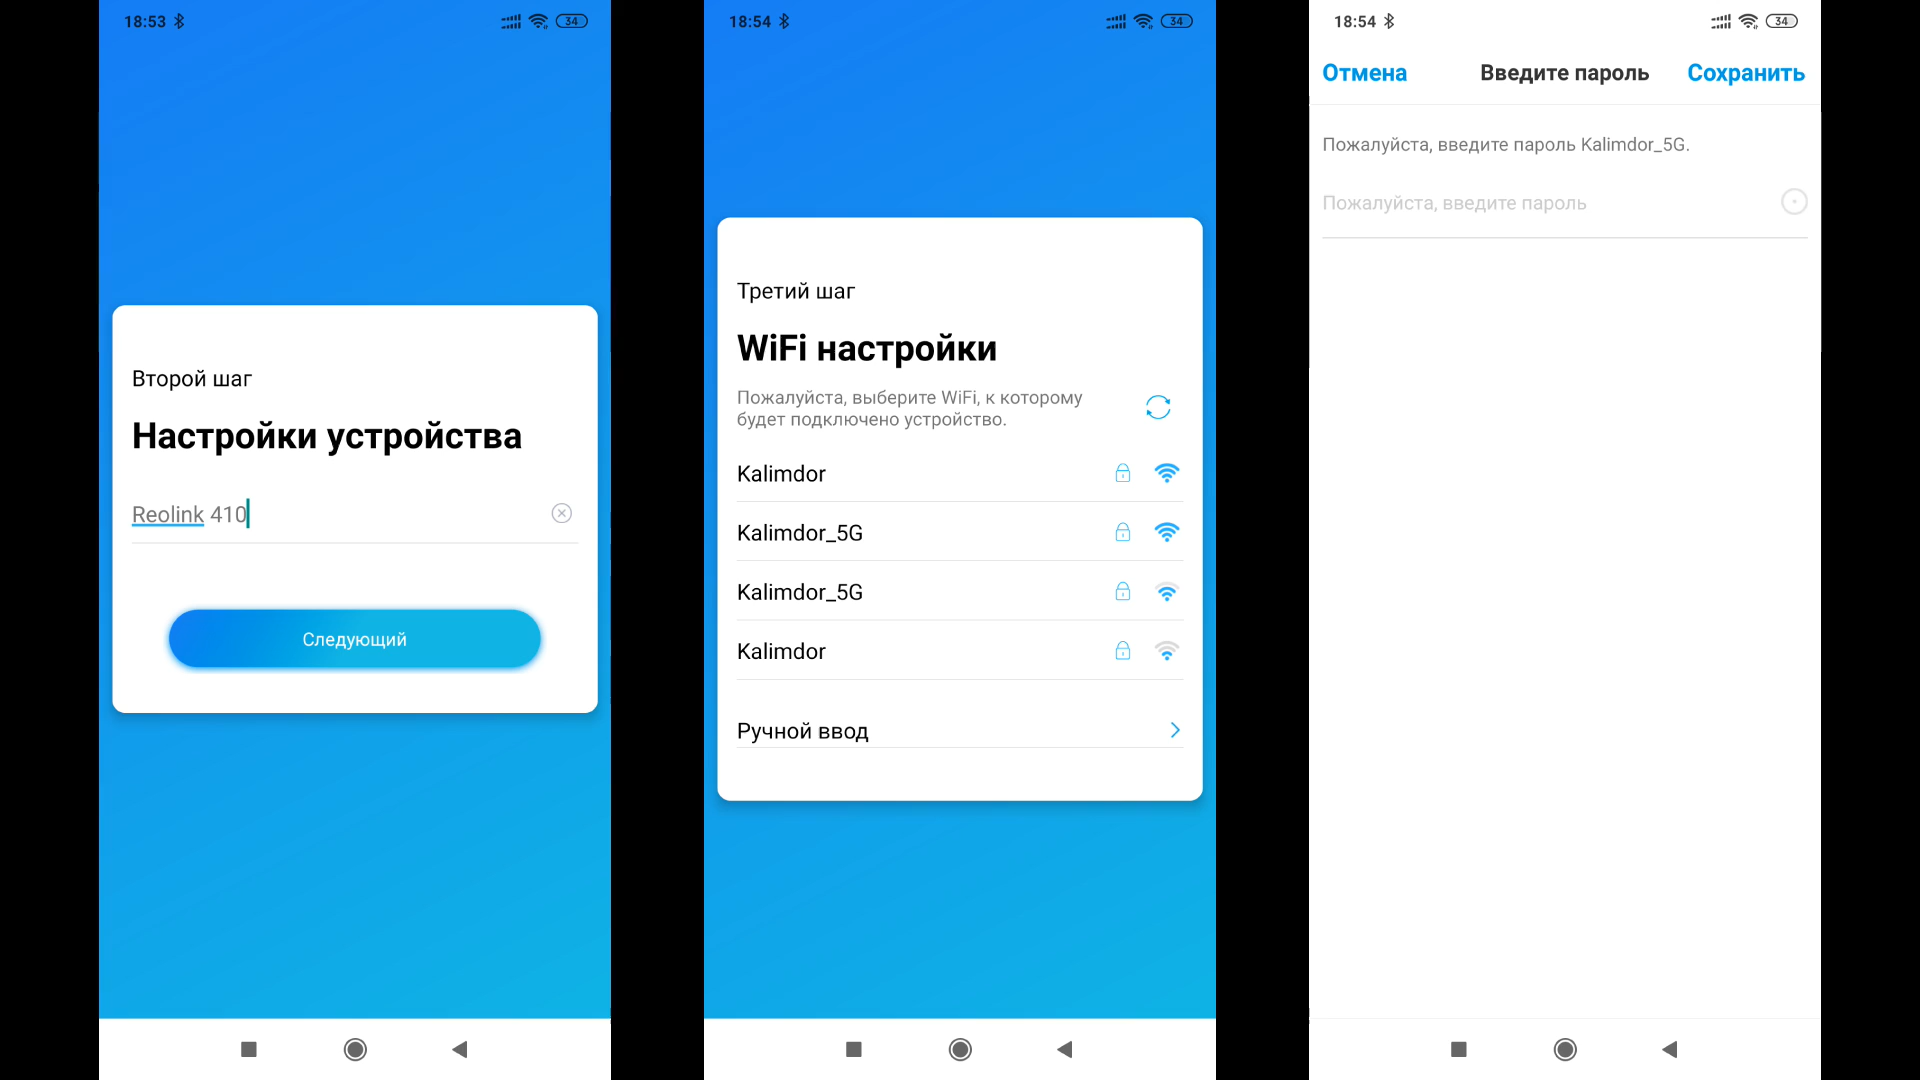 18:53
34
Второй шаг
Настройки устройства
Reolink 410
Следующий
18:54
34
Третий шаг
WiFi настройки
Пожалуйста, выберите WiFi, к которому
будет подключено устройство.
Kalimdor
Kalimdor_5G
Kalimdor_5G
Kalimdor
Ручной ввод
18:54
34
Отмена
Введите пароль
Сохранить
Пожалуйста, введите пароль Kalimdor_5G.
Пожалуйста, введите пароль